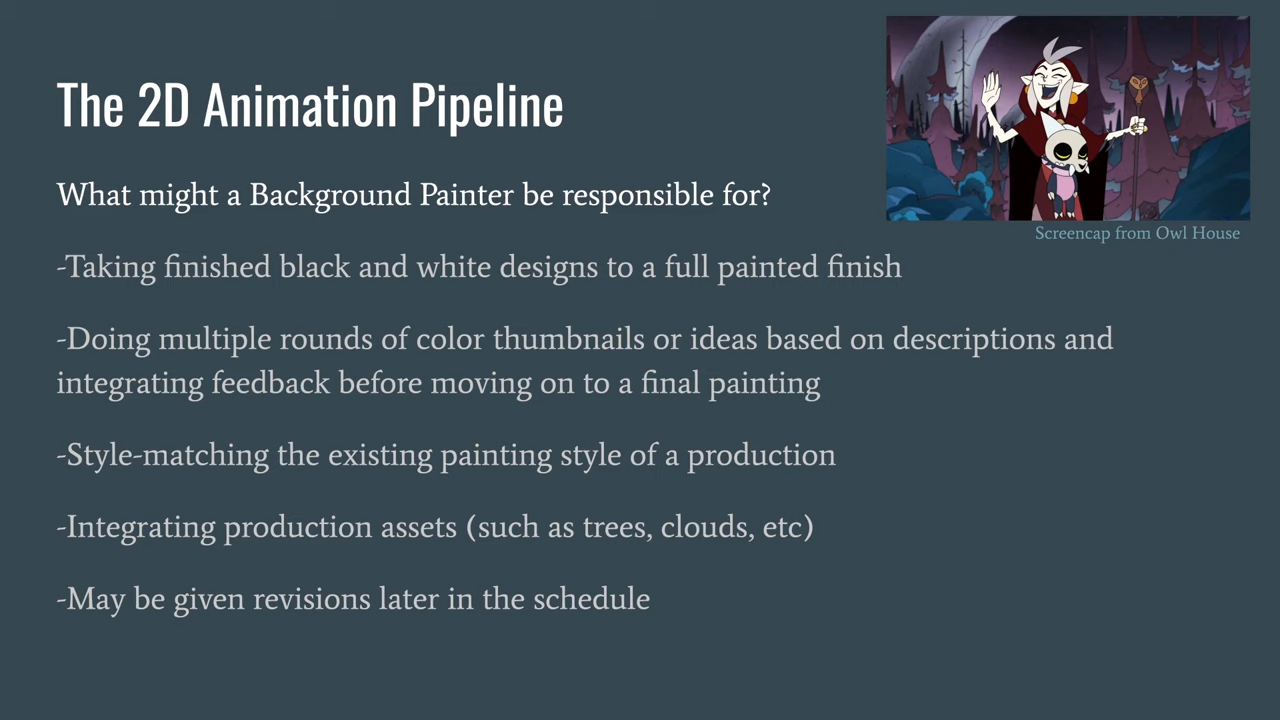 The 2D Animation Pipeline
Screencap from Owl House
What might a Background Painter be responsible for?
-Taking finished black and white designs to a full painted finish
-Doing multiple rounds of color thumbnails or ideas based on descriptions and
integrating feedback before moving on to a final painting
-Style-matching the existing painting style of a production
-Integrating production assets (such as trees, clouds, etc)
-May be given revisions later in the schedule